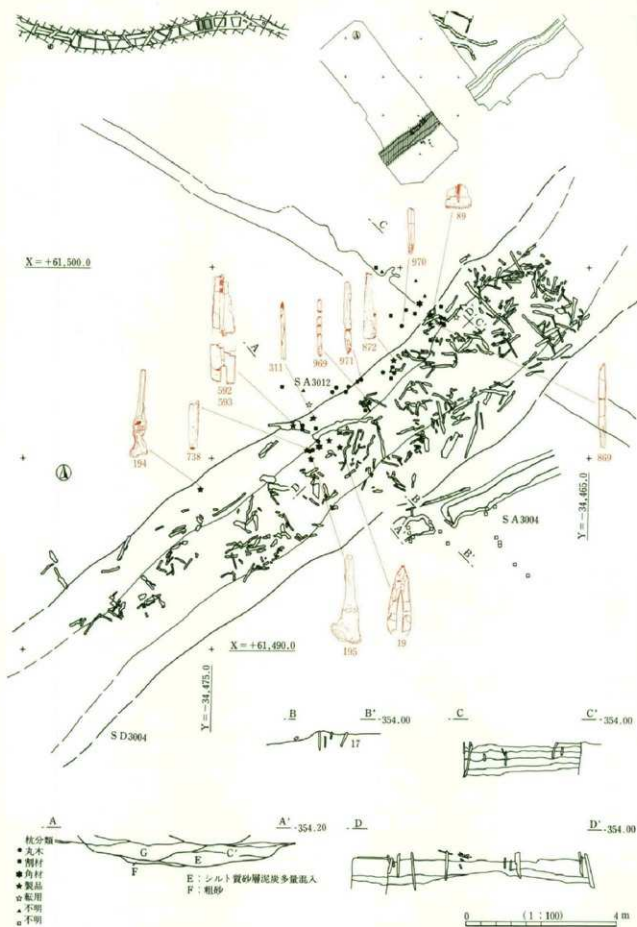 89
970
C
X = +61,500.0
D'
C'
872
A
311
969
971
592
593
S A3012
194
738
869
D
B
S A3004
Y = -34,465.0
B'
195
19
X = +61,490.0
Y = -34,475.0
S D3004
B B' -354.00
17
C C' -354.00
A A' -354.20
G C' E
F
D D' -354.00
杭分類
丸木
割材
角材
製品
転用
不明
不明
E:シルト質砂層泥炭多量混入
F:粗砂
0 (1:100) 4 m